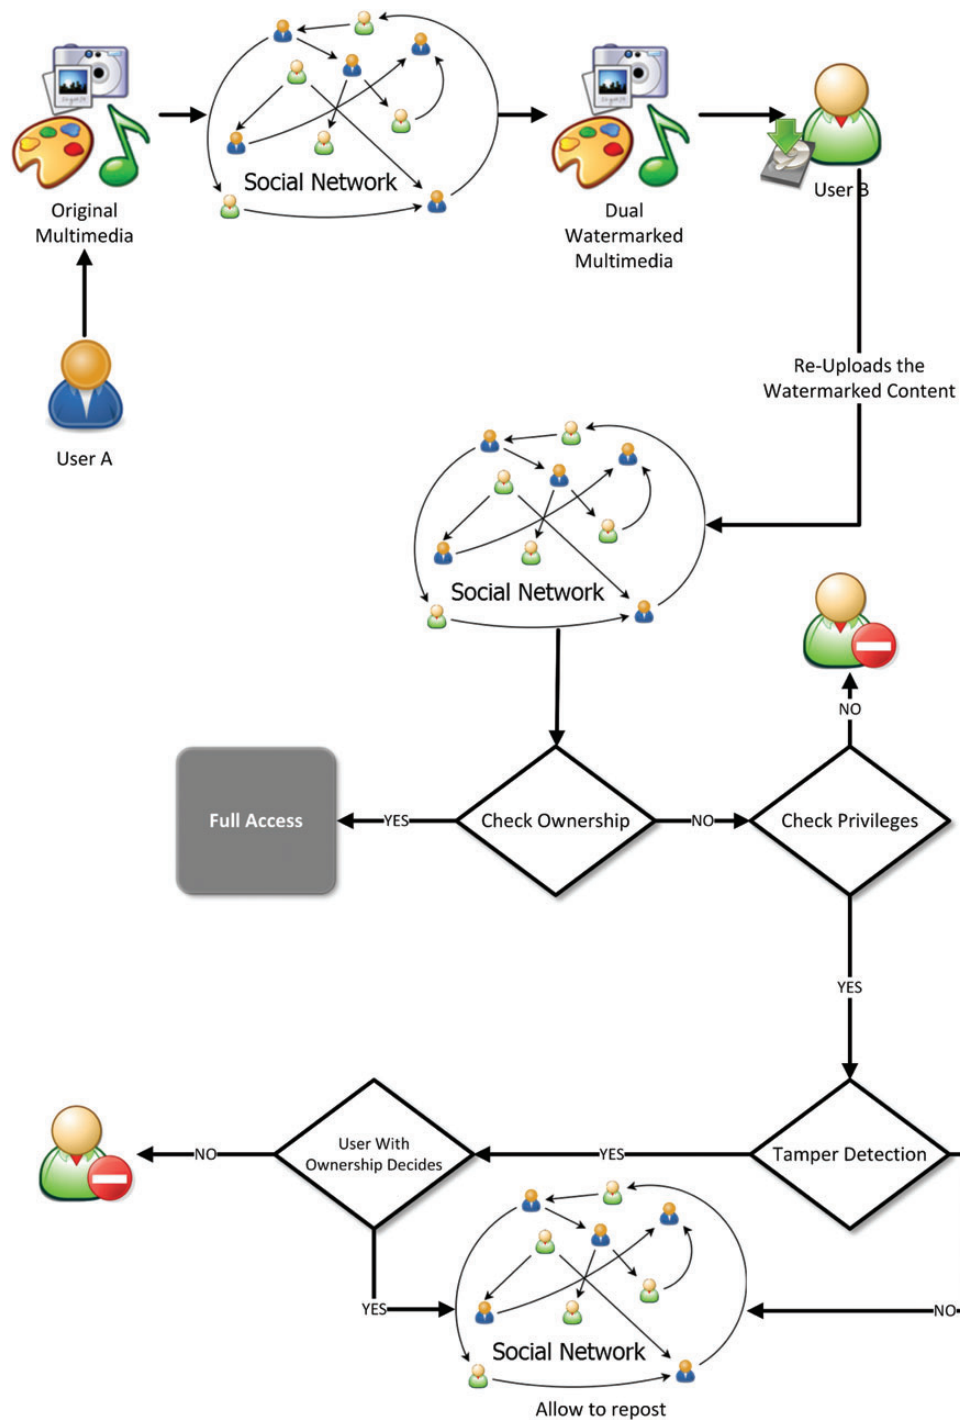 Social Network
Original
Multimedia
Dual
Watermarked
Multimedia
User B
User A
Re-Uploads the
Watermarked Content
Social Network
NO
Full Access
YES
Check Ownership
NO
Check Privileges
YES
NO
User With
Ownership Decides
YES
Tamper Detection
YES
NO
Social Network
Allow to repost